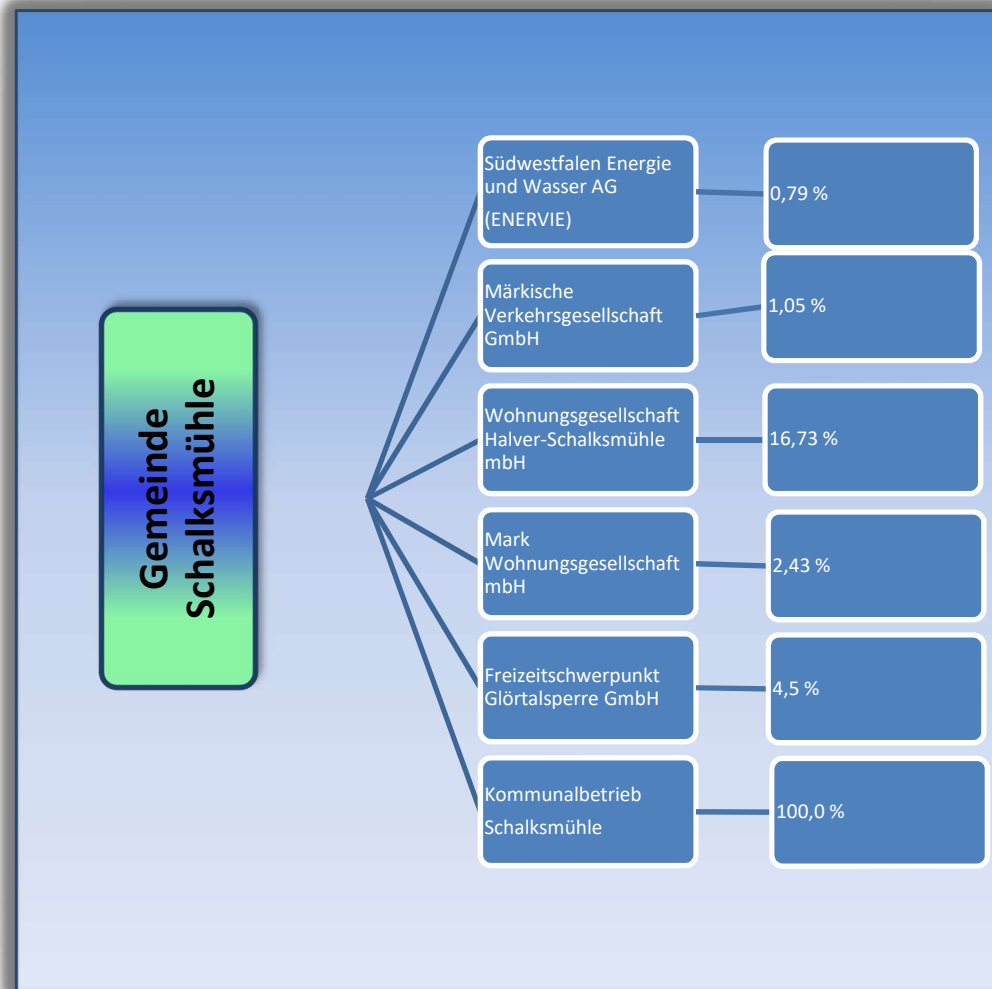 Gemeinde
Schalksmühle
Südwestfalen Energie
und Wasser AG
(ENERVIE)
0,79 %
Märkische
Verkehrsgesellschaft
GmbH
1,05 %
Wohnungsgesellschaft
Halver-Schalksmühle
mbH
16,73 %
Mark
Wohnungsgesellschaft
mbH
2,43 %
Freizeitschwerpunkt
Glörtalsperre GmbH
4,5 %
Kommunalbetrieb
Schalksmühle
100,0 %